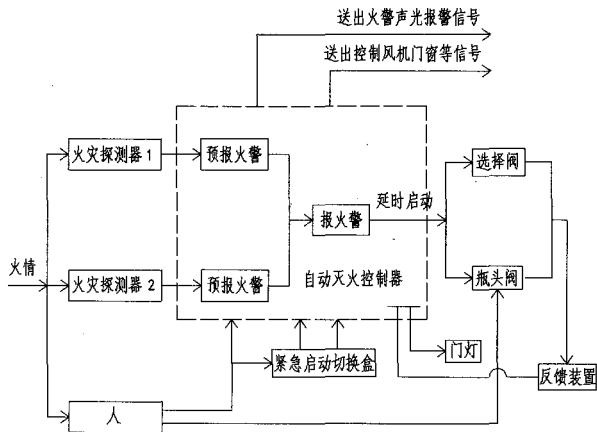 送出火警声光报警信号
送出控制风机门窗等信号
火灾探测器1
预报火警
选择阀
延时启动
报火警
火情
火灾探测器2
预报火警
自动灭火控制器
瓶头阀
门灯
紧急启动切换盒
反馈装置
人